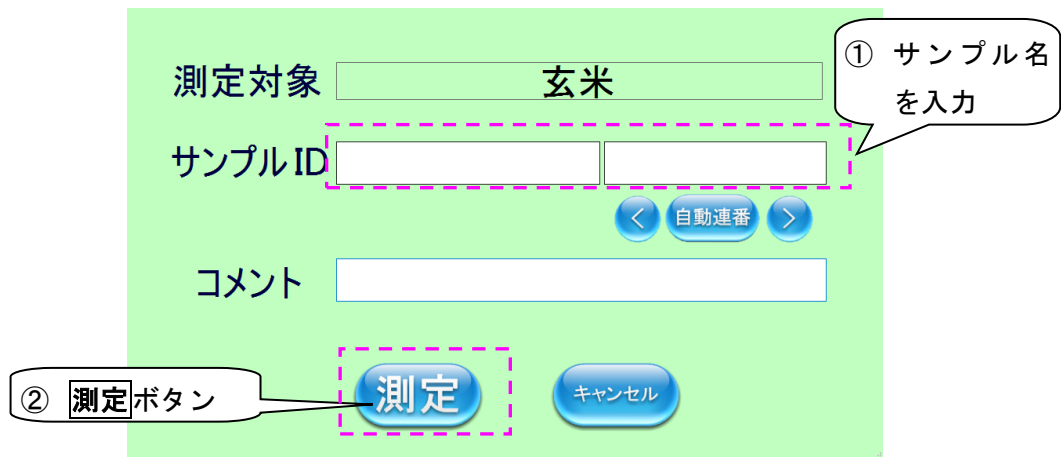 ① サンプル名
を入力
測定対象 玄米
サンプルID
< 自動連番 >
コメント
② 測定ボタン
測定 キャンセル